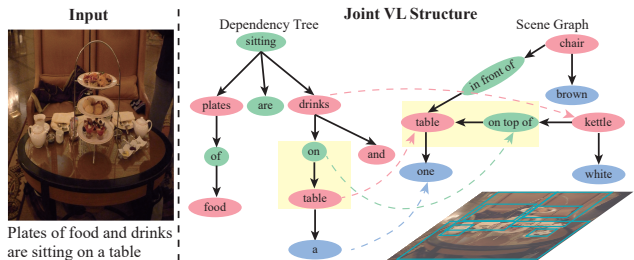 Input
Joint VL Structure
Dependency Tree
Scene Graph
sitting
chair
in front of
brown
plates
are
drinks
table
on top of
kettle
of
on
and
one
white
food
table
a
Plates of food and drinks
are sitting on a table